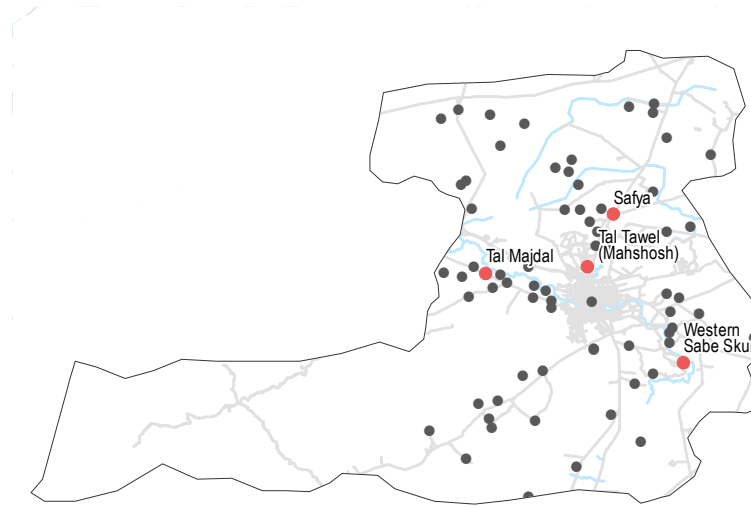 Safya
Tal Tawel
(Mahshosh)
Tal Majdal
Western
Sabe Sku